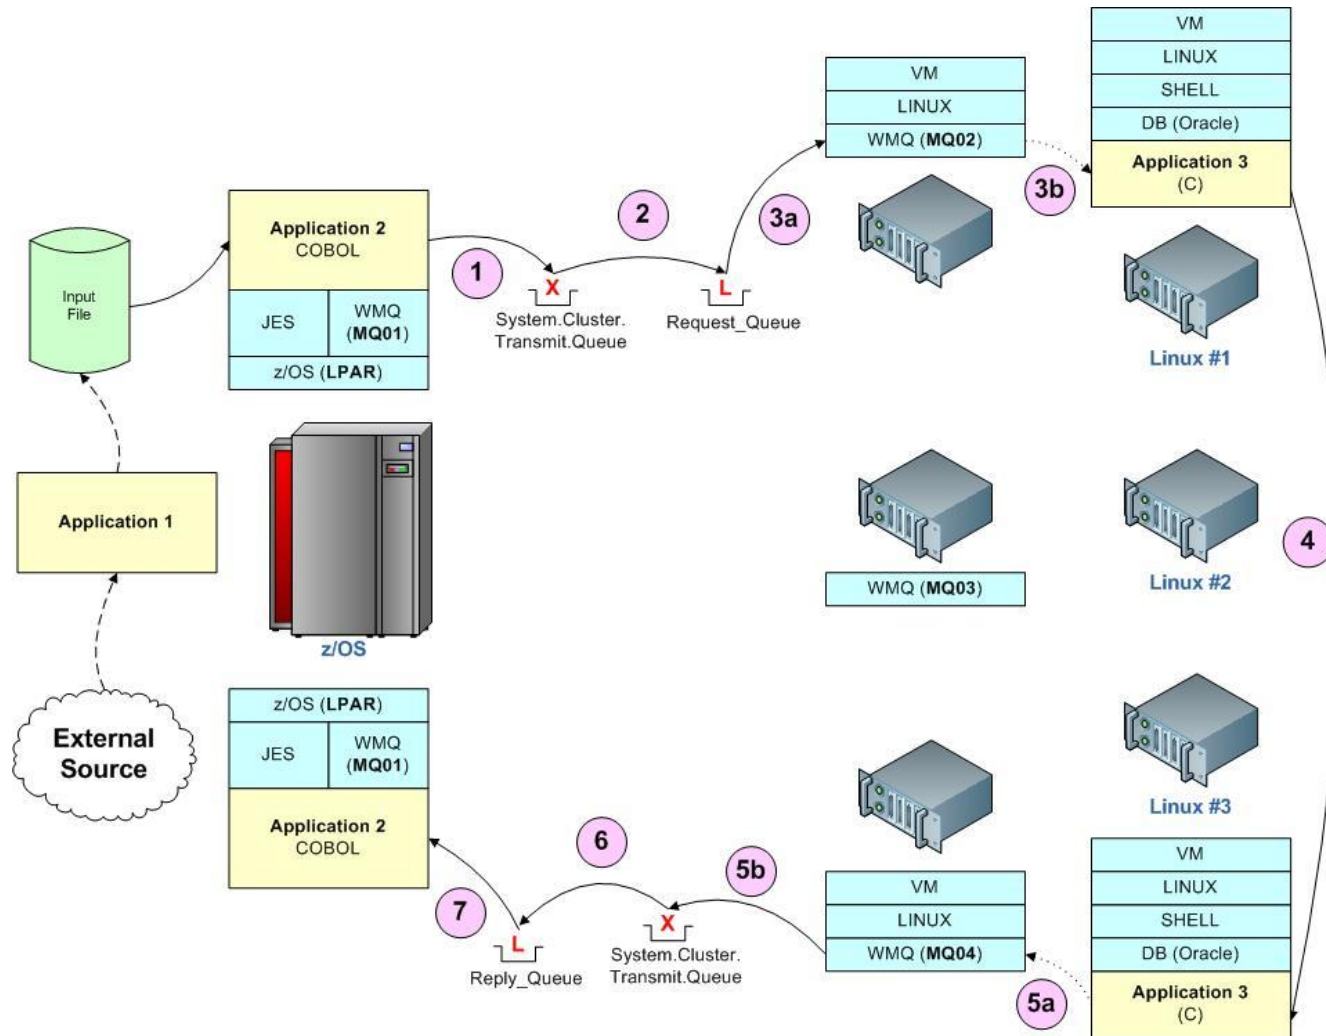 VM
LINUX
SHELL
DB (Oracle)
Application 3
(C)
VM
LINUX
WMQ (MQ02)
3b
3a
2
1
Application 2
COBOL
JES
WMQ
(MQ01)
z/OS (LPAR)
Input
File
X
System.Cluster.
Transmit.Queue
L
Request_Queue
Linux #1
Application 1
z/OS
WMQ (MQ03)
Linux #2
4
External
Source
z/OS (LPAR)
JES
WMQ
(MQ01)
Application 2
COBOL
7
6
5b
L
Reply_Queue
X
System.Cluster.
Transmit.Queue
VM
LINUX
WMQ (MQ04)
5a
Linux #3
VM
LINUX
SHELL
DB (Oracle)
Application 3
(C)